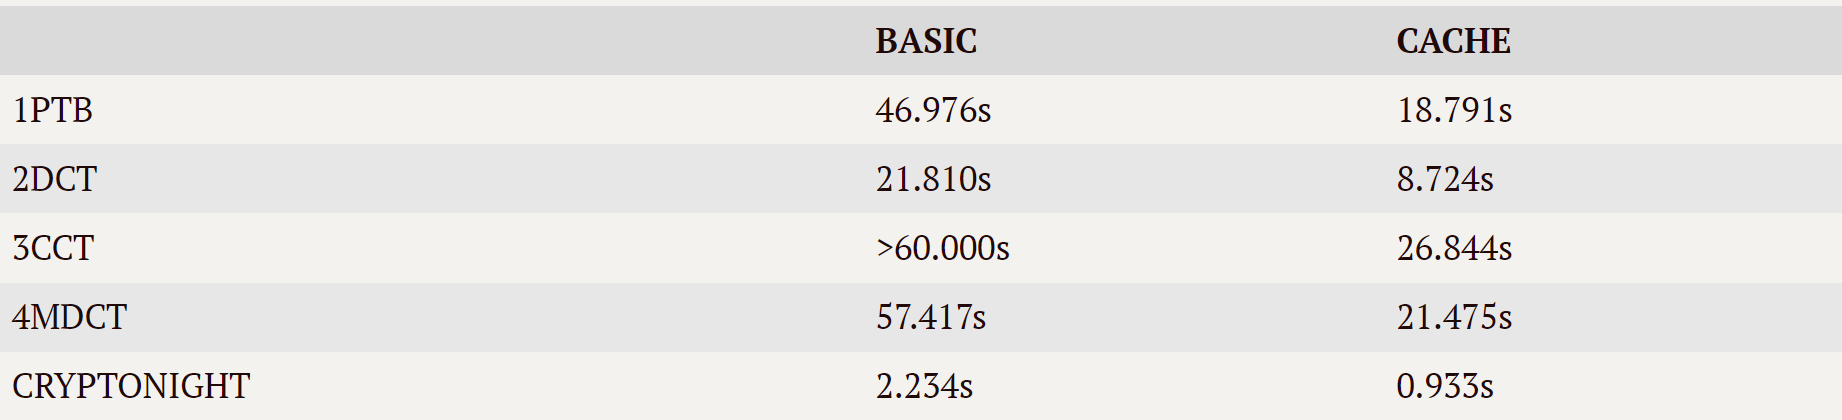 BASIC CACHE
1PTB 46.976s 18.791s
2DCT 21.810s 8.724s
3CCT >60.000s 26.844s
4MDCT 57.417s 21.475s
CRYPTONIGHT 2.234s 0.933s